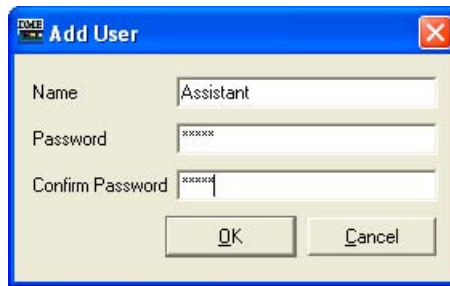 Add User
Name Assistant
Password *****
Confirm Password *****
OK Cancel